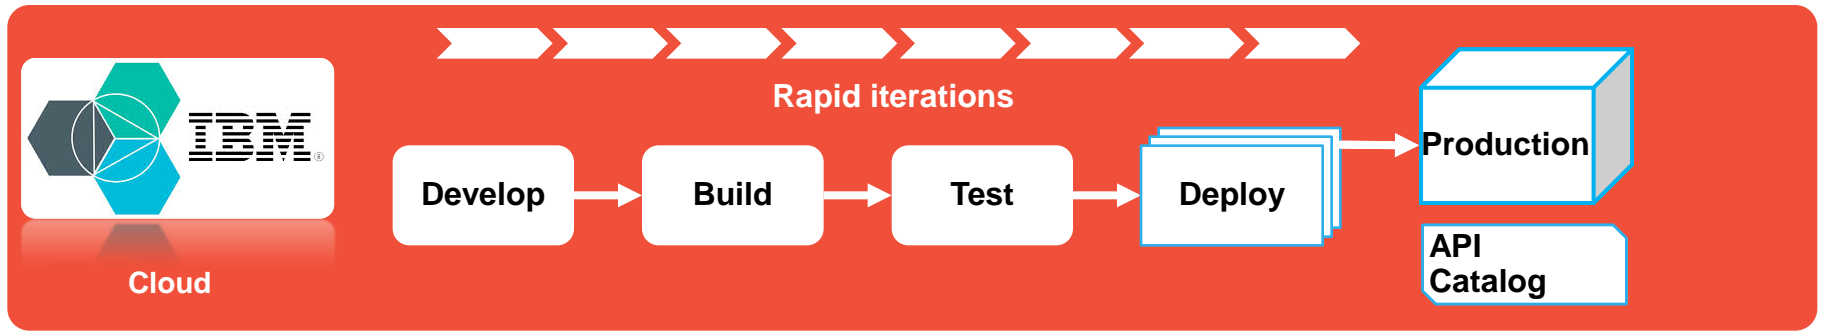 Rapid iterations
IBM®
Develop
Build
Test
Deploy
Production
API
Catalog
Cloud